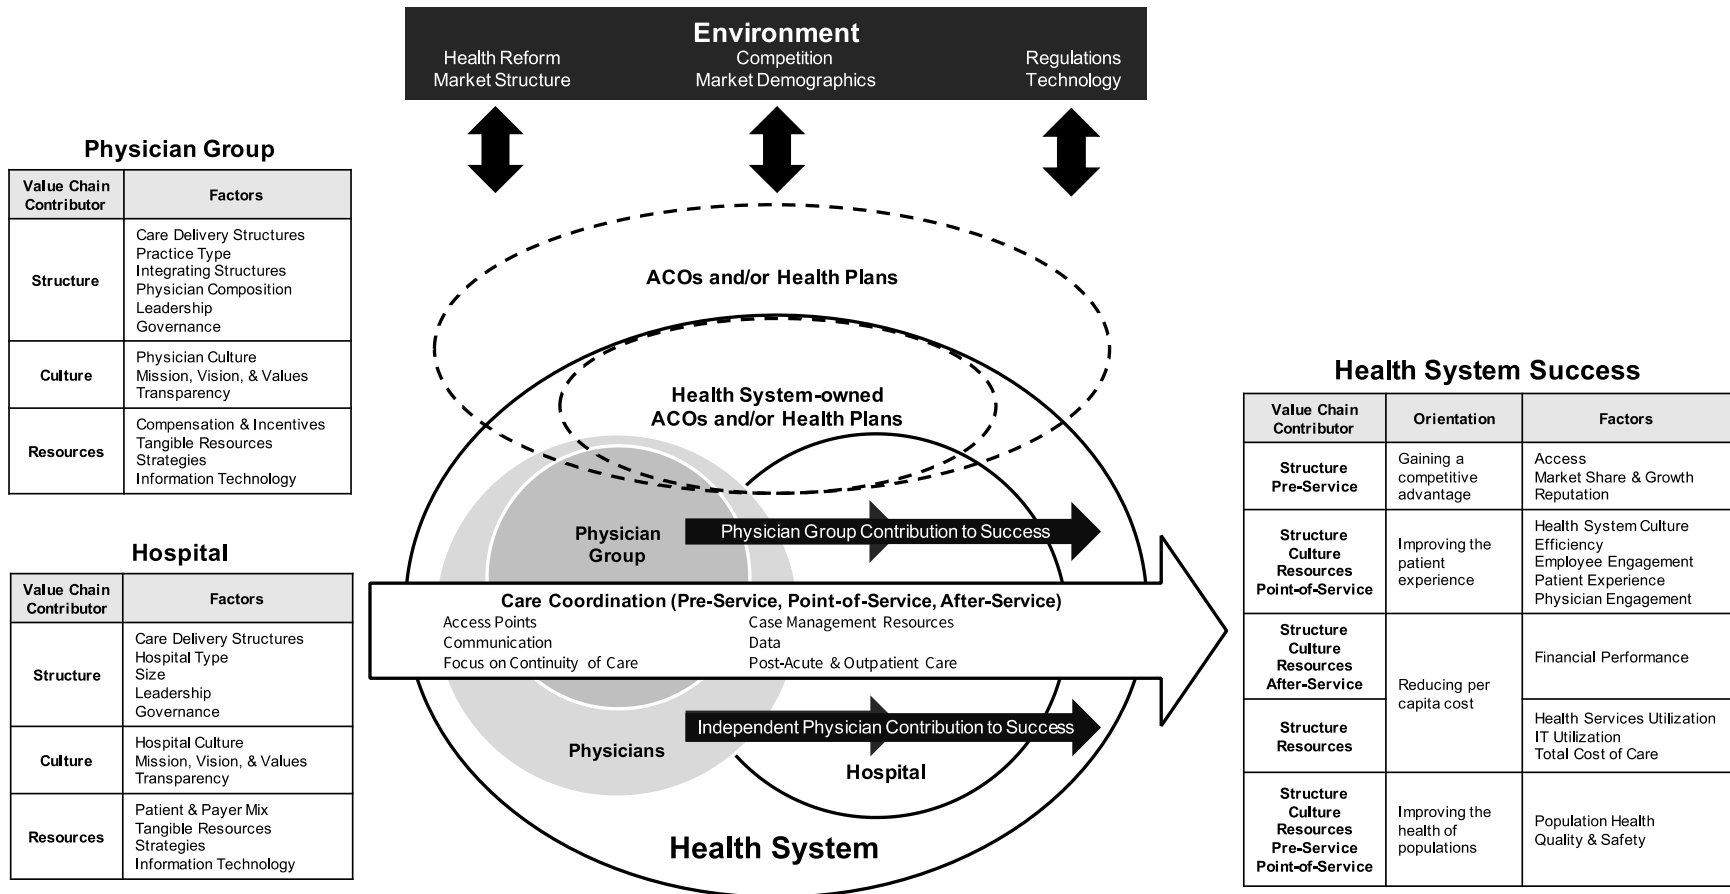 Environment
Health Reform
Market Structure
Competition
Market Demographics
Regulations
Technology
Physician Group
Value Chain
Contributor
Factors
Structure
Care Delivery Structures
Practice Type
Integrating Structures
Physician Composition
Leadership
Governance
Culture
Physician Culture
Mission, Vision, & Values
Transparency
Resources
Compensation & Incentives
Tangible Resources
Strategies
Information Technology
Hospital
Value Chain
Contributor
Factors
Structure
Care Delivery Structures
Hospital Type
Size
Leadership
Governance
Culture
Hospital Culture
Mission, Vision, & Values
Transparency
Resources
Patient & Payer Mix
Tangible Resources
Strategies
Information Technology
ACOs and/or Health Plans
Health System-owned
ACOs and/or Health Plans
Physician
Group
Physician Group Contribution to Success
Care Coordination (Pre-Service, Point-of-Service, After-Service)
Access Points
Communication
Focus on Continuity of Care
Case Management Resources
Data
Post-Acute & Outpatient Care
Independent Physician Contribution to Success
Physicians
Hospital
Health System
Health System Success
Value Chain
Contributor
Orientation
Factors
Structure
Pre-Service
Gaining a
competitive
advantage
Access
Market Share & Growth
Reputation
Structure
Culture
Resources
Point-of-Service
Improving the
patient
experience
Health System Culture
Efficiency
Employee Engagement
Patient Experience
Physician Engagement
Structure
Culture
Resources
After-Service
Reducing per
capita cost
Financial Performance
Structure
Resources
Health Services Utilization
IT Utilization
Total Cost of Care
Structure
Culture
Resources
Pre-Service
Point-of-Service
Improving the
health of
populations
Population Health
Quality & Safety